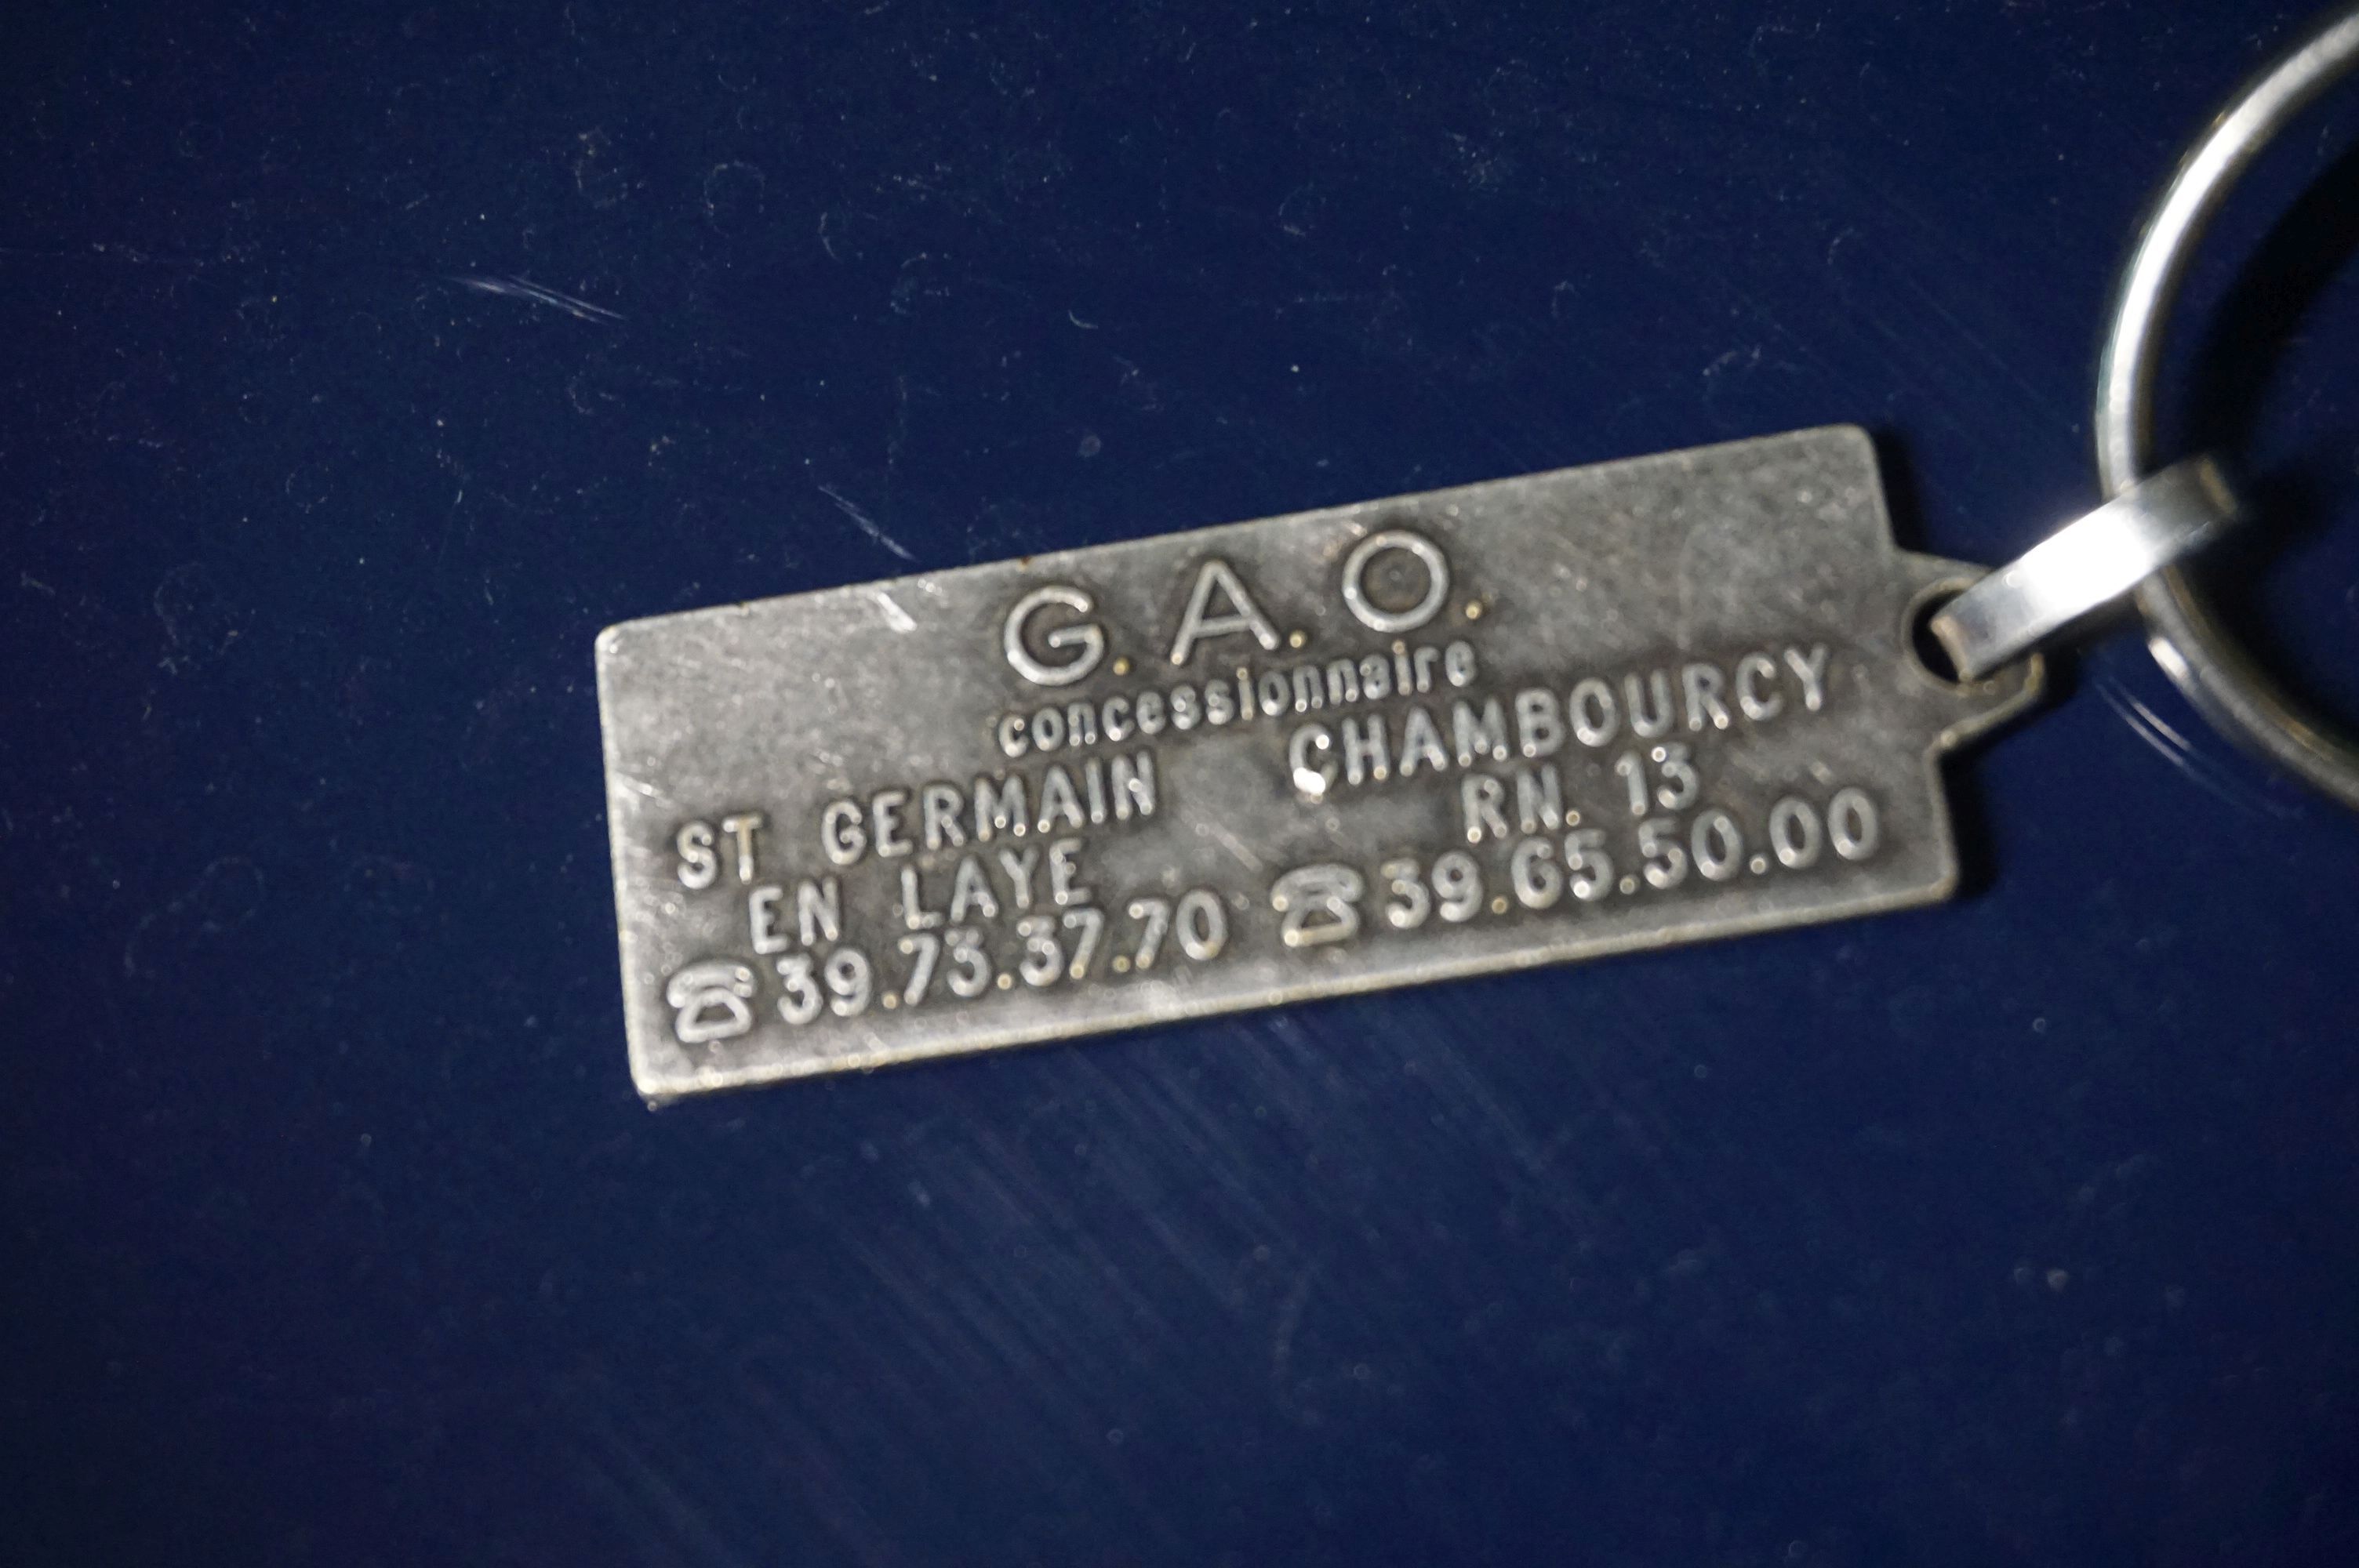 G. A. O.
concessionnaire
ST GERMAIN
EN LAYE
☎39.73.37.70
CHAMBOURCY
RN. 13
☎39.65.50.00